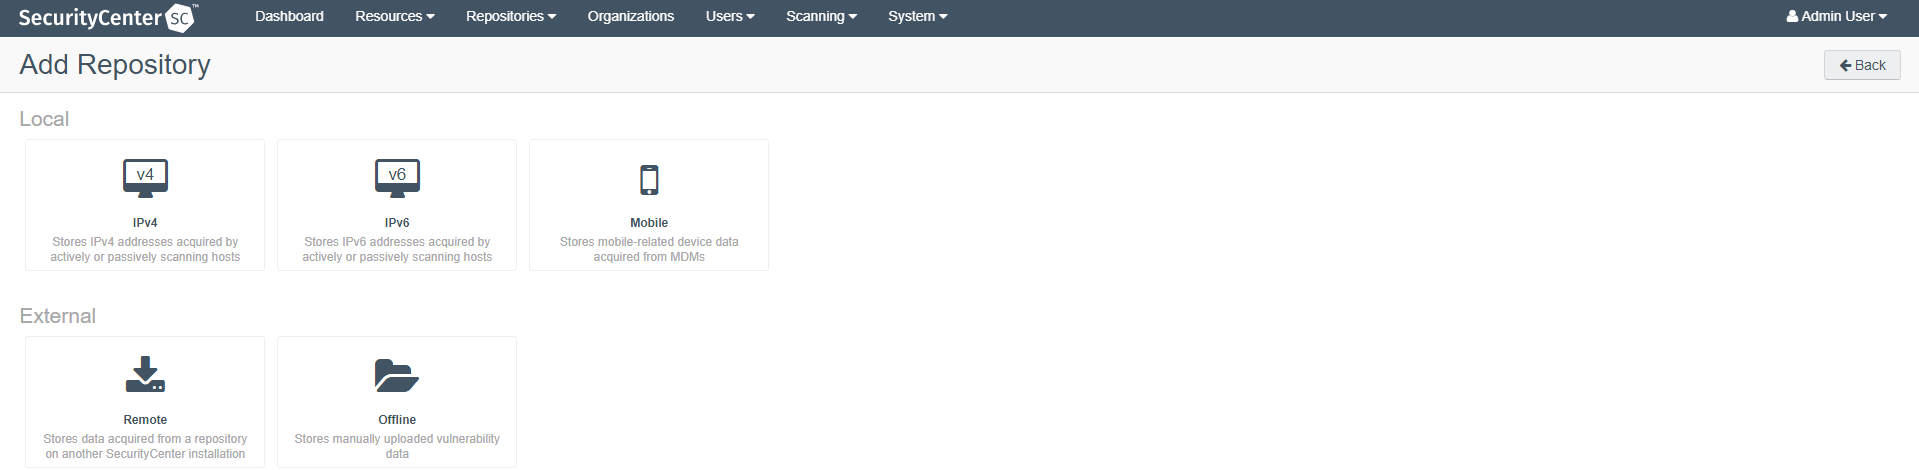 SecurityCenter SC™ Dashboard Resources Repositories Organizations Users Scanning System Admin User
Add Repository Back
Local
v4 v6
IPv4 IPv6 Mobile
Stores IPv4 addresses acquired by
actively or passively scanning hosts
Stores IPv6 addresses acquired by
actively or passively scanning hosts
Stores mobile-related device data
acquired from MDMs
External
Remote
Stores data acquired from a repository
on another SecurityCenter installation
Offline
Stores manually uploaded vulnerability
data